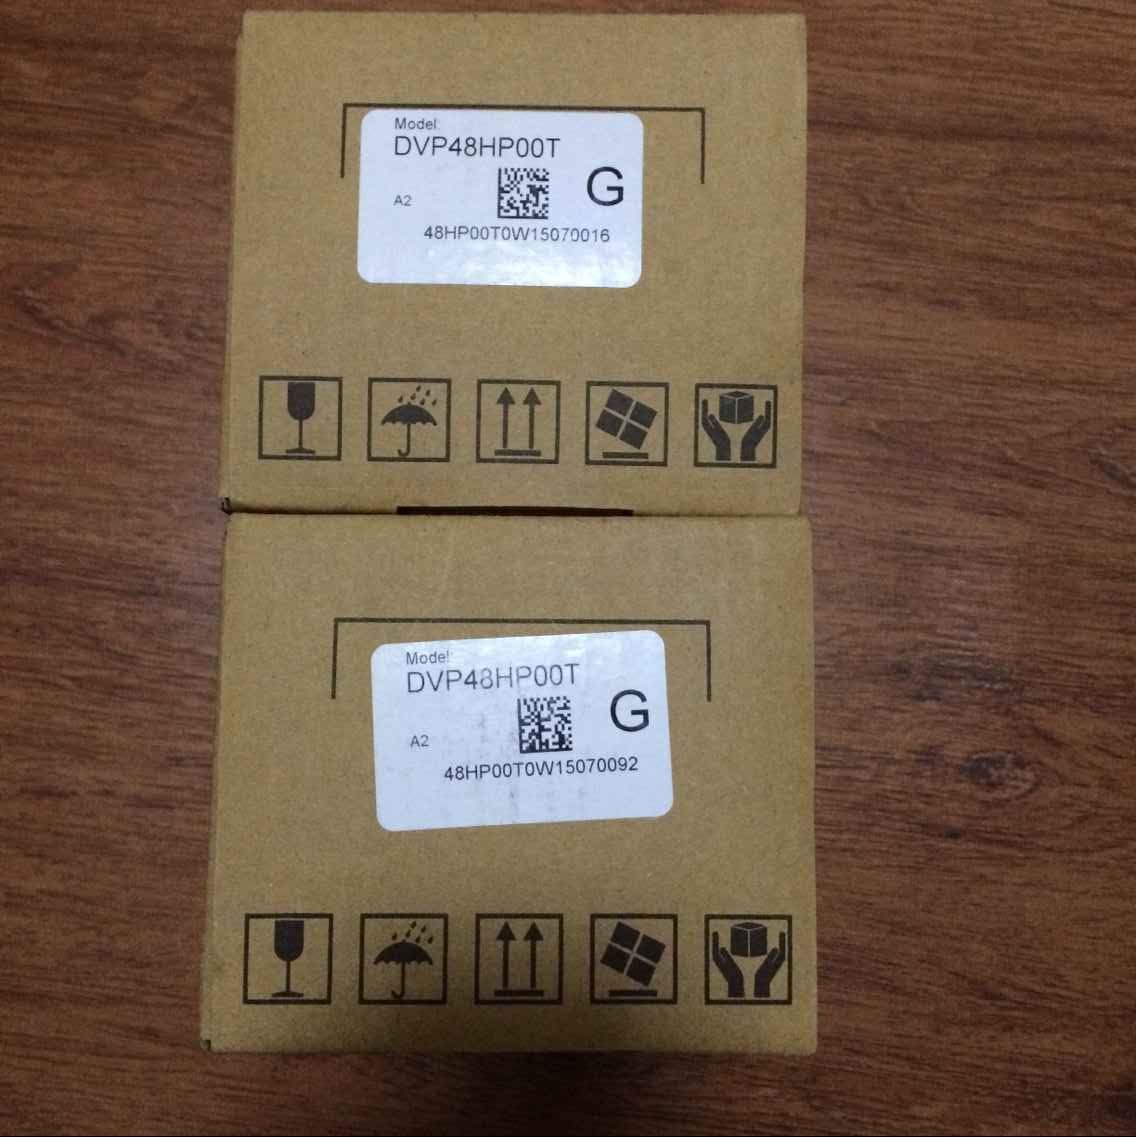 Model:
DVP48HP00T
G
A2
48HP00T0W15070016
Model:
DVP48HP00T
G
A2
48HP00T0W15070092